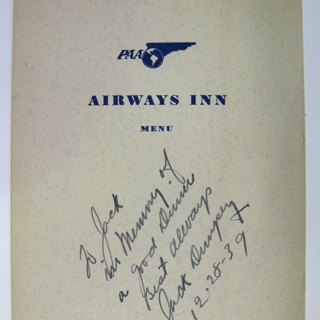 PAA
AIRWAYS INN
MENU
To Jack
in Memory of
a good Dinner
Best always
Jack Dempsey
12-28-39